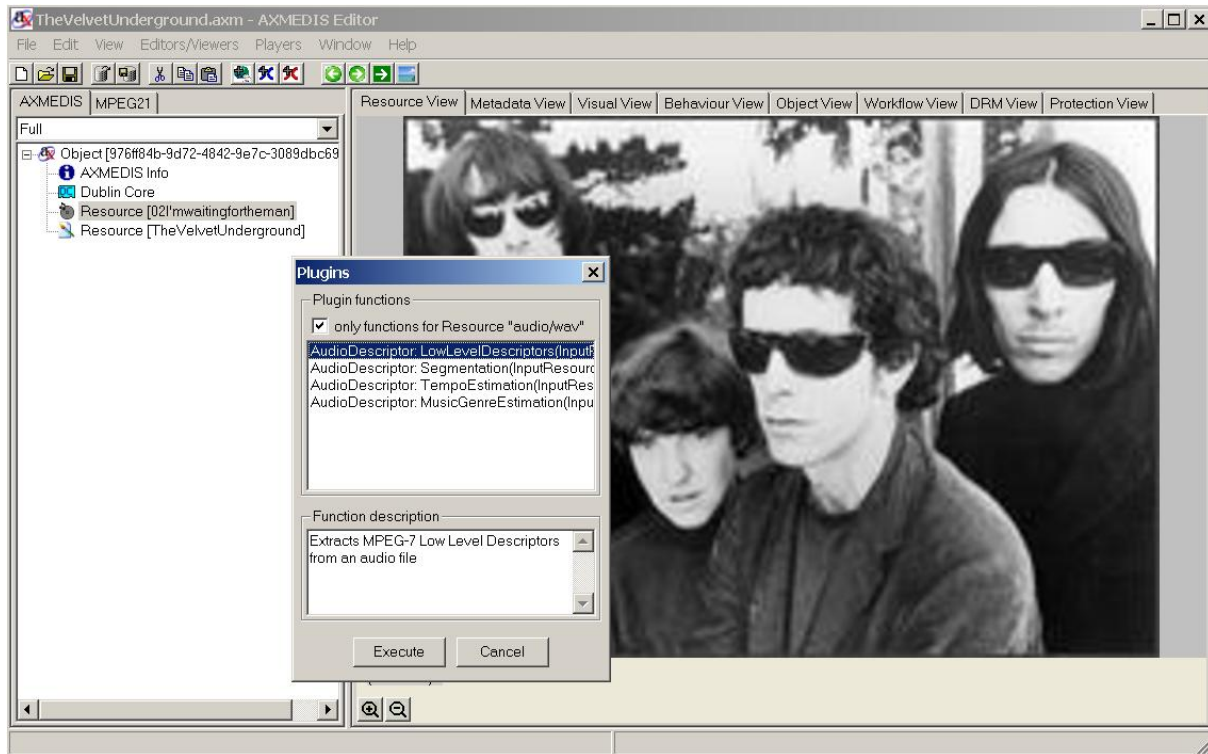 TheVelvetUnderground.axm - AXMEDIS Editor
File Edit View Editors/Viewers Players Window Help
AXMEDIS MPEG21
Resource View Metadata View Visual View Behaviour View Object View Workflow View DRM View Protection View
Full
Object [976ff84b-9d72-4842-9e7c-3089dbc69
AXMEDIS Info
Dublin Core
Resource [02I'mwaitingfortheman]
Resource [TheVelvetUnderground]
Plugins
Plugin functions
only functions for Resource "audio/wav"
AudioDescriptor: LowLevelDescriptors(InputR
AudioDescriptor: Segmentation(InputResourc
AudioDescriptor: TempoEstimation(InputRes
AudioDescriptor: MusicGenreEstimation(Inpu
Function description
Extracts MPEG-7 Low Level Descriptors
from an audio file
Execute Cancel